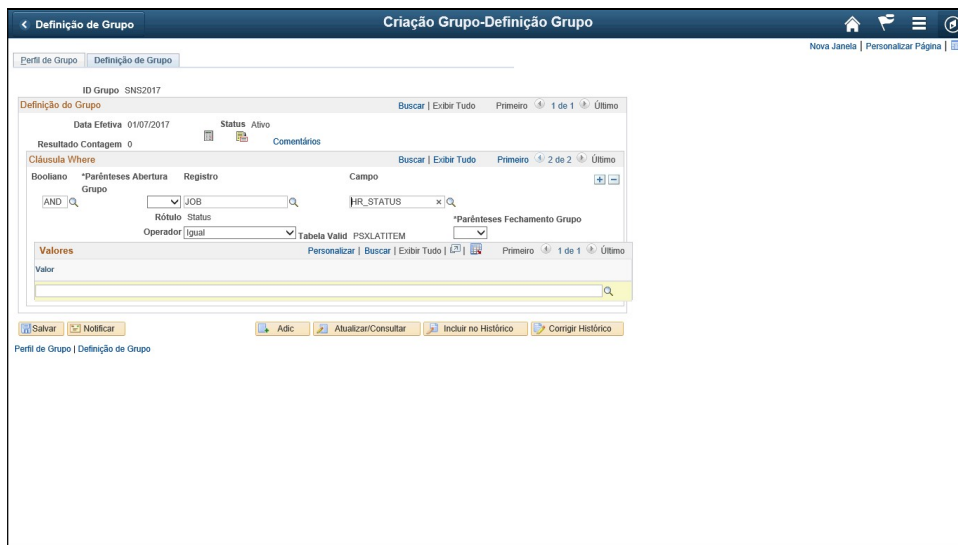 Definição de Grupo
Criação Grupo-Definição Grupo
Nova Janela | Personalizar Página |
Perfil de Grupo
Definição de Grupo
ID Grupo SNS2017
Definição do Grupo
Buscar | Exibir Tudo
Primeiro 1 de 1 Último
Data Efetiva 01/07/2017
Status Ativo
Resultado Contagem 0
Comentários
Cláusula Where
Buscar | Exibir Tudo
Primeiro 2 de 2 Último
Booliano
*Parênteses Abertura Grupo
Registro
Campo
AND
JOB
HR_STATUS
Rótulo Status
*Parênteses Fechamento Grupo
Operador Igual
Tabela Valid PSXLATITEM
Valores
Personalizar | Buscar | Exibir Tudo |
Primeiro 1 de 1 Último
Valor
Salvar
Notificar
Adic
Atualizar/Consultar
Incluir no Histórico
Corrigir Histórico
Perfil de Grupo | Definição de Grupo